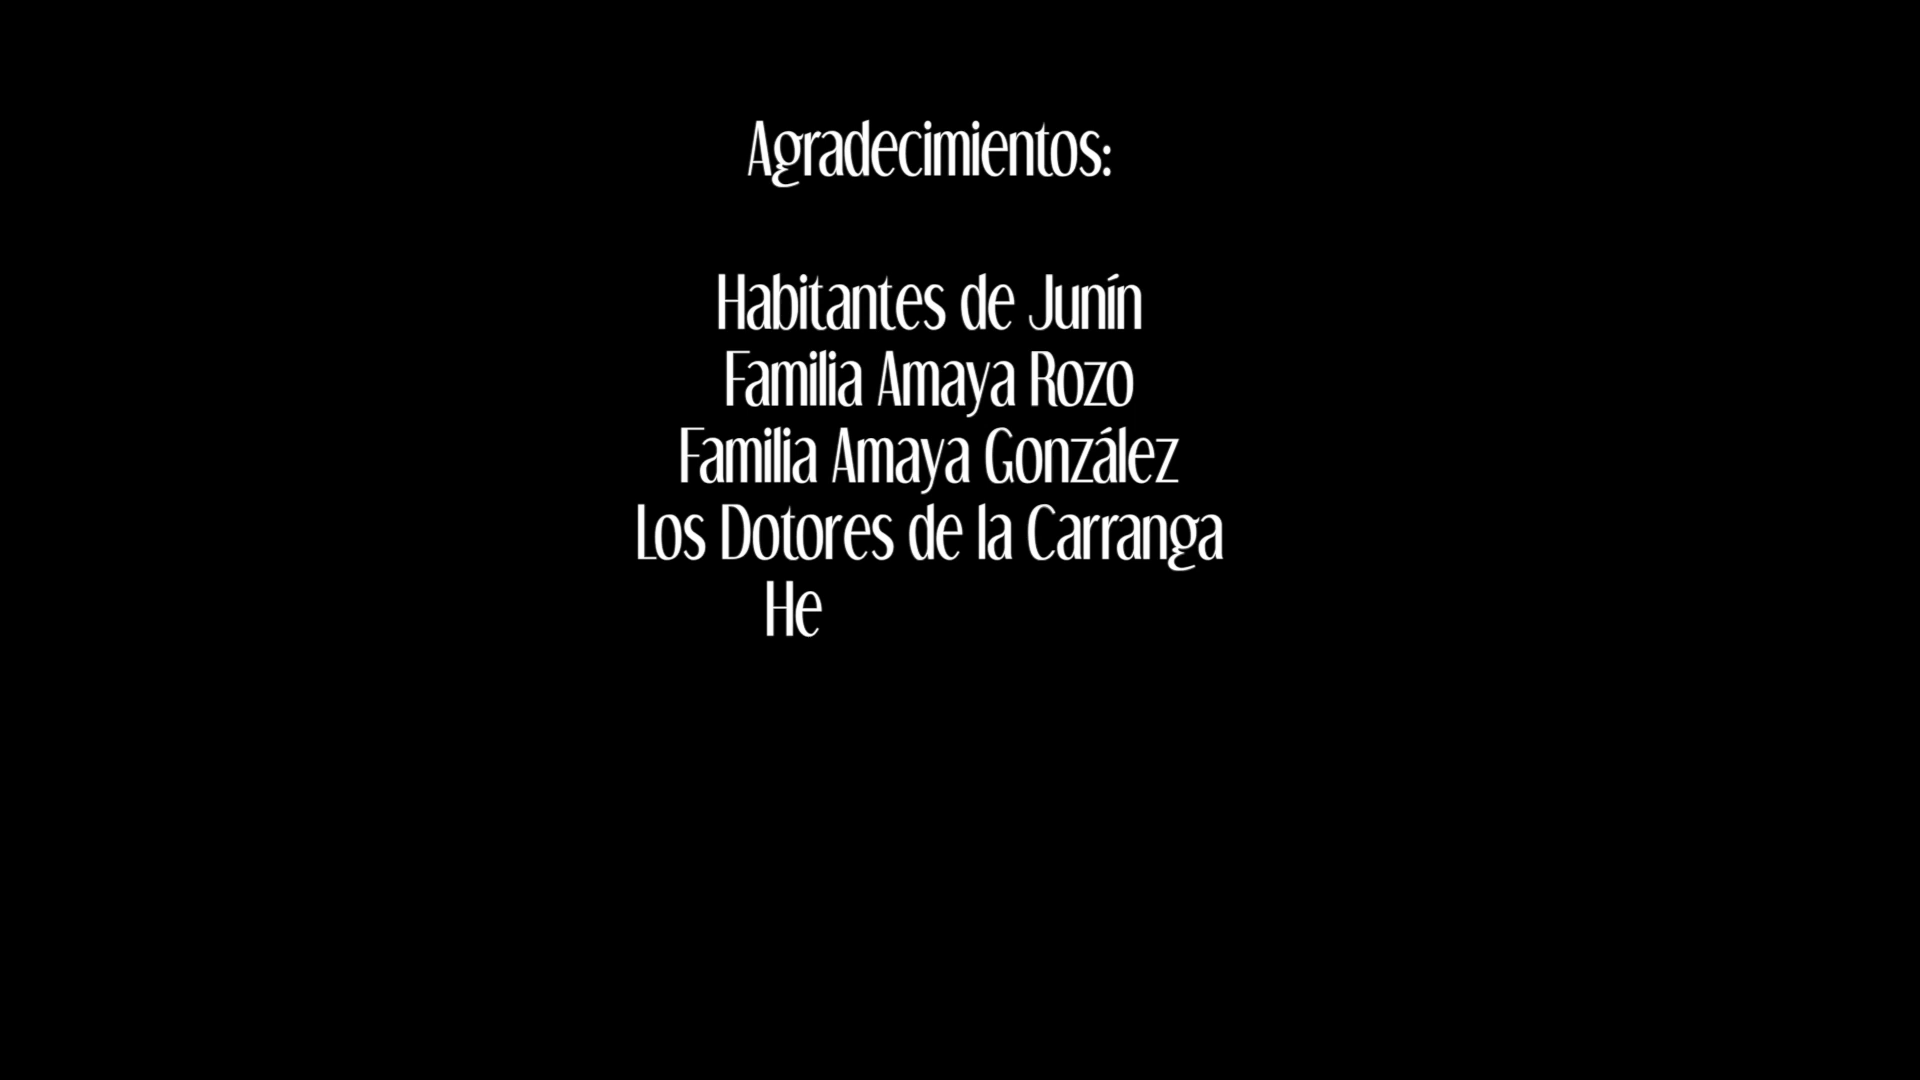 Agradecimientos:
Habitantes de Junín
Familia Amaya Rozo
Familia Amaya González
Los Dotores de la Carranga
He